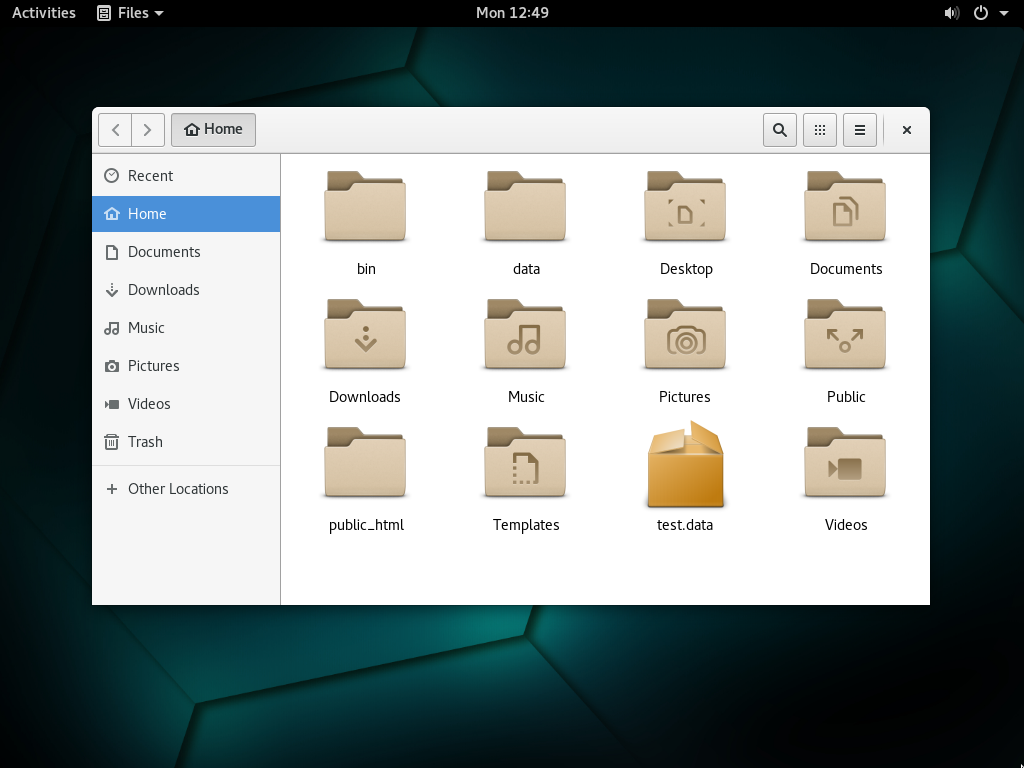 Activities Files Mon 12:49
Home
Recent
Home
Documents
Downloads
Music
Pictures
Videos
Trash
Other Locations
bin data Desktop Documents
Downloads Music Pictures Public
public_html Templates test.data Videos